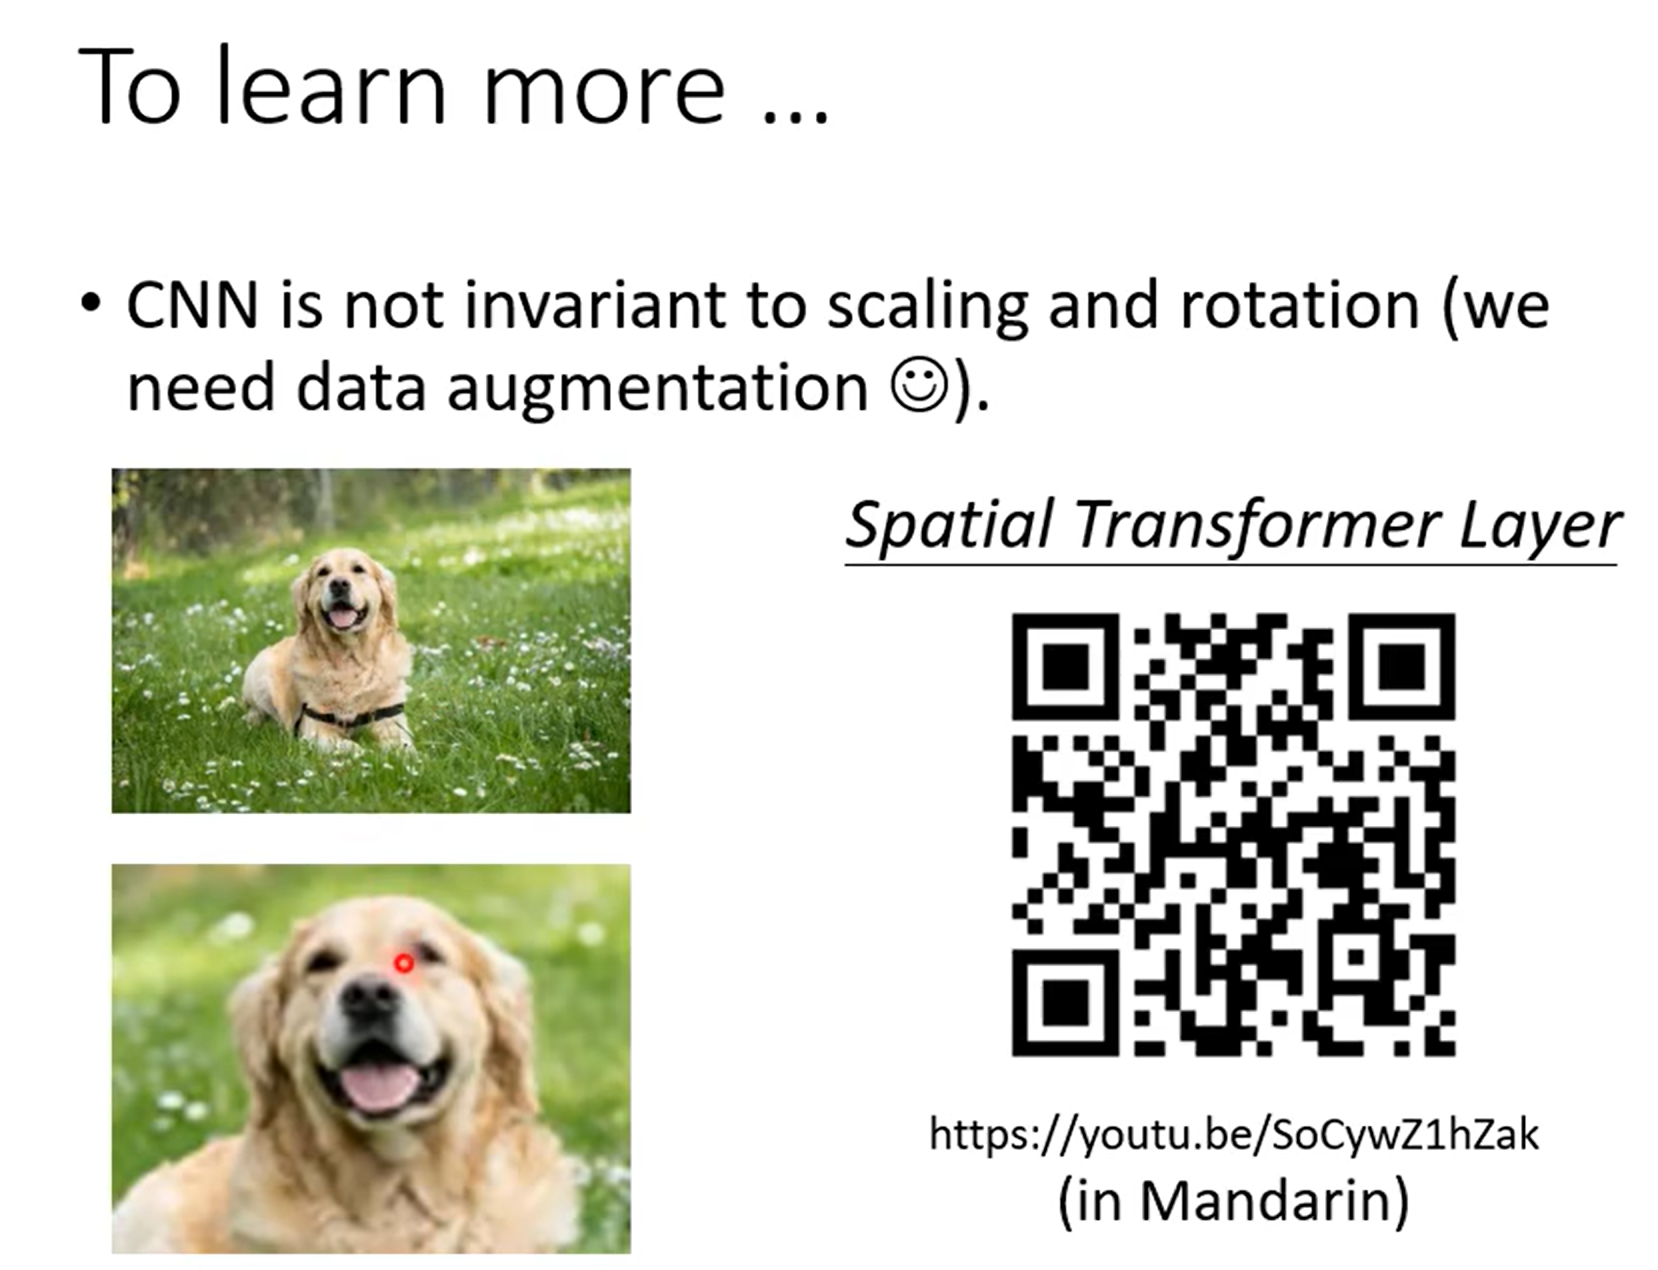 To learn more ...
• CNN is not invariant to scaling and rotation (we
need data augmentation ☺).
Spatial Transformer Layer
https://youtu.be/SoCywZ1hZak
(in Mandarin)